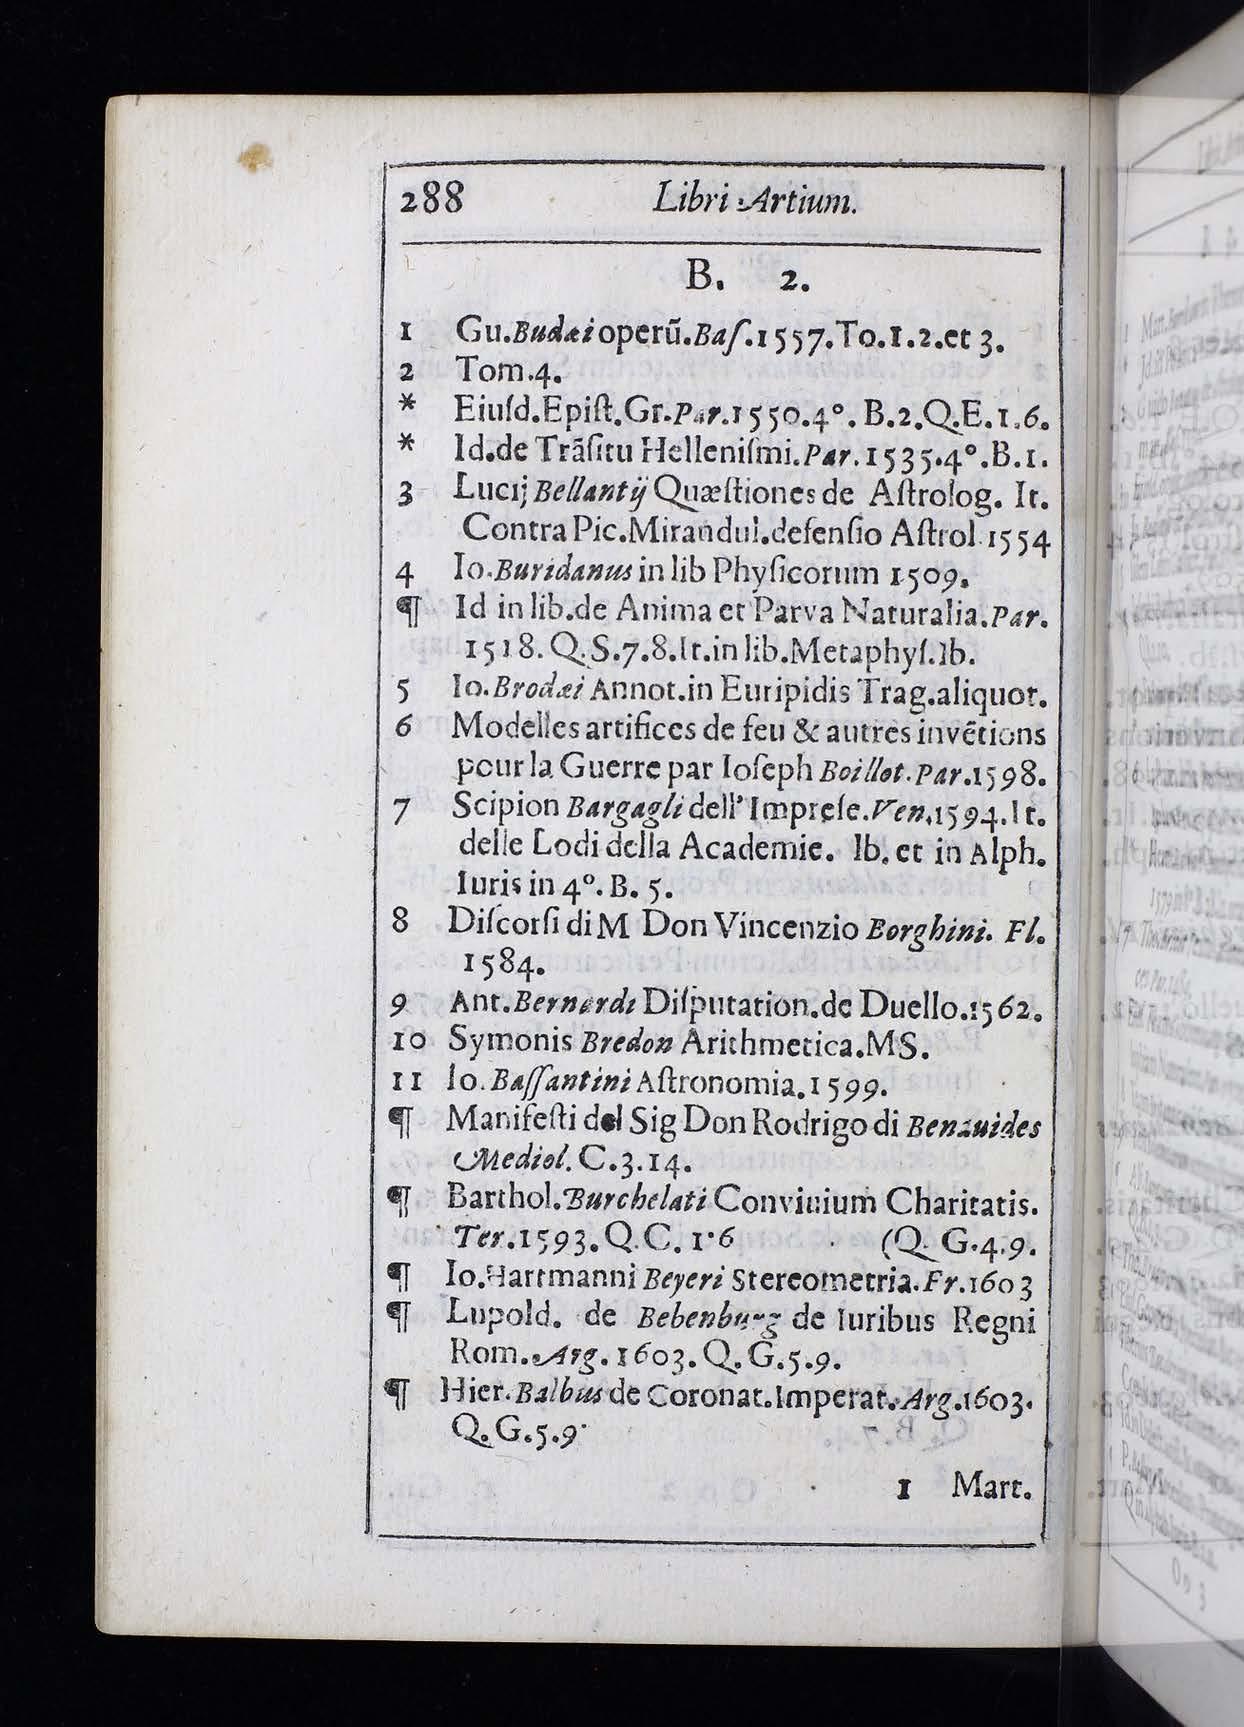 288 Libri Artium.
B. 2.
1 Gu.Budæi operū.Baſ.1557.To.1.2.et 3.
2 Tom.4.
* Eiuſd.Epiſt.Gr.Par.1550.4°.B.2.Q.E.1.6.
* Id.de Trāſitu Helleniſmi.Par.1535.4°.B.1.
3 Lucij Bellantij Quæſtiones de Aſtrolog. It.
Contra Pic.Mirandul.defenſio Aſtrol.1554
4 Io.Buridanus in lib Phyſicorum 1509.
¶ Id in lib.de Anima et Parva Naturalia.Par.
1518.Q.S.7.8.It.in lib.Metaphyſ.Ib.
5 Io.Brodæi Annot.in Euripidis Trag.aliquot.
6 Modelles artifices de feu & autres invētions
pour la Guerre par Ioſeph Boillot.Par.1598.
7 Scipion Bargagli dell'Impreſe.Ven.1594.It.
delle Lodi della Academie. Ib. et in Alph.
Iuris in 4°.B. 5.
8 Diſcorſi di M Don Vincenzio Borghini. Fl.
1584.
9 Ant.Bernerdi Diſputation.de Duello.1562.
10 Symonis Bredon Arithmetica.MS.
11 Io.Baſſantini Aſtronomia.1599.
¶ Manifeſti del Sig Don Rodrigo di Benauides
Mediol. C.3.14.
¶ Barthol.Burchelati Conviuium Charitatis.
Ter.1593.Q.C. 1·6 (Q. G.4.9.
¶ Io.Hartmanni Beyeri Stereometria.Fr.1603
¶ Lupold. de Bebenburg de Iuribus Regni
Rom. Arg. 1603.Q.G.5.9.
¶ Hier.Balbus de Coronat.Imperat.Arg.1603.
Q.G.5.9·
1 Mart.